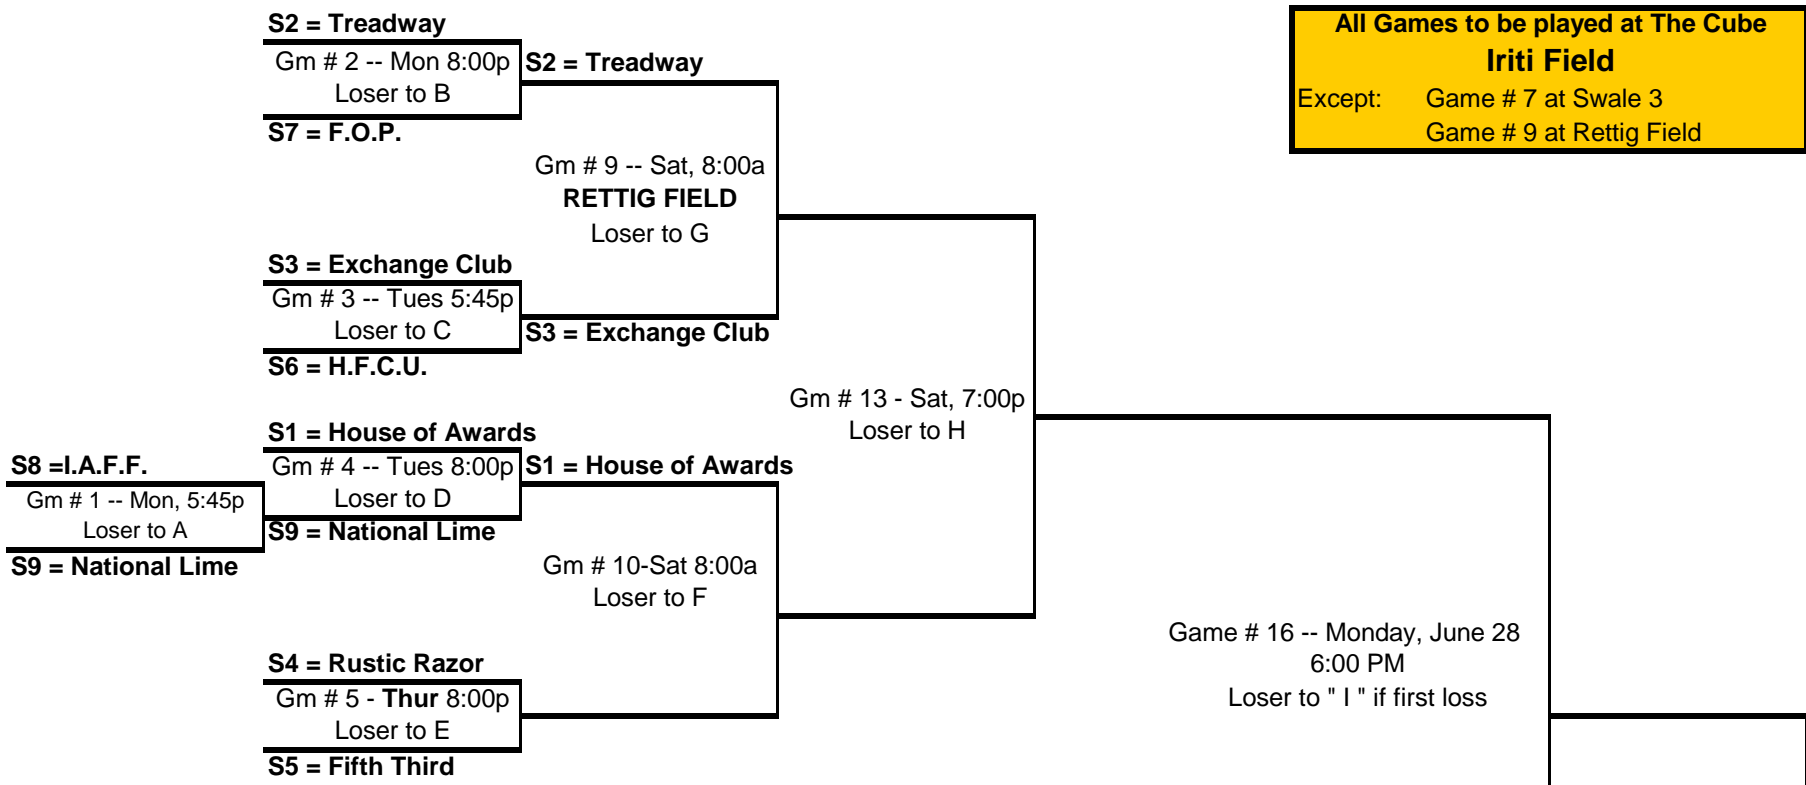 S2 = Treadway
Gm # 2 -- Mon 8:00p
Loser to B
S7 = F.O.P.
S2 = Treadway
Gm # 9 -- Sat, 8:00a
RETTIG FIELD
Loser to G
S3 = Exchange Club
Gm # 3 -- Tues 5:45p
Loser to C
S6 = H.F.C.U.
S3 = Exchange Club
Gm # 13 - Sat, 7:00p
Loser to H
S1 = House of Awards
Gm # 4 -- Tues 8:00p
Loser to D
S9 = National Lime
S1 = House of Awards
S8 =I.A.F.F.
Gm # 1 -- Mon, 5:45p
Loser to A
S9 = National Lime
Gm # 10-Sat 8:00a
Loser to F
S4 = Rustic Razor
Gm # 5 - Thur 8:00p
Loser to E
S5 = Fifth Third
Game # 16 -- Monday, June 28
6:00 PM
Loser to " I " if first loss
All Games to be played at The Cube
Iriti Field
Except: Game # 7 at Swale 3
Game # 9 at Rettig Field